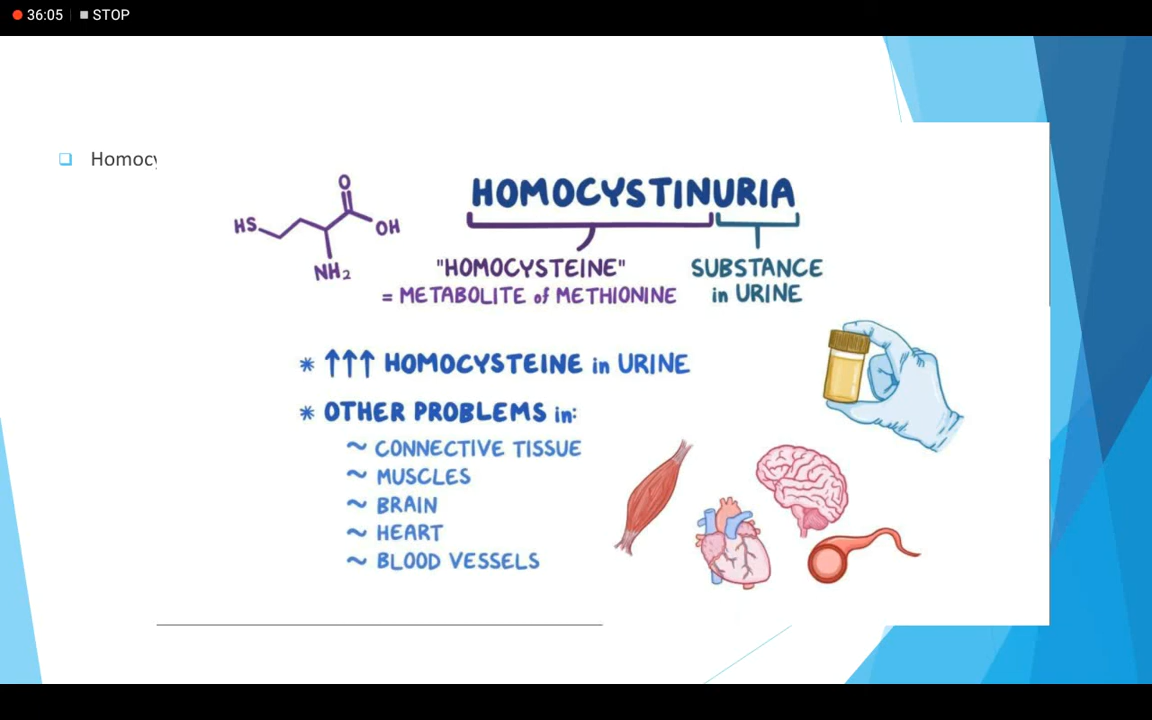 36:05 STOP
Homocy
HOMOCYSTINURIA
HS
O
OH
NH₂
"HOMOCYSTEINE"
= METABOLITE of METHIONINE
SUBSTANCE
in URINE
* ↑↑↑ HOMOCYSTEINE in URINE
* OTHER PROBLEMS in:
~ CONNECTIVE TISSUE
~ MUSCLES
~ BRAIN
~ HEART
~ BLOOD VESSELS